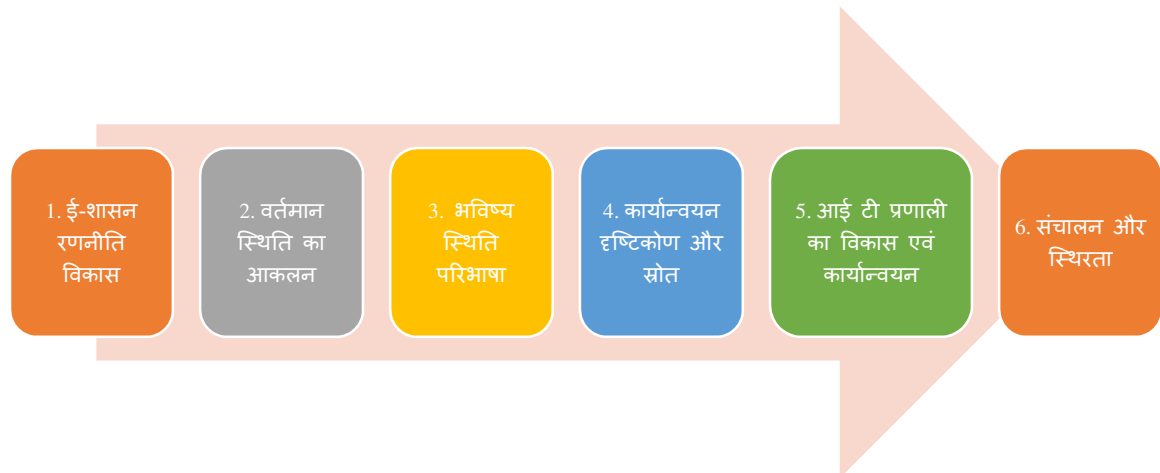 1. ई-शासन
रणनीति
विकास
2. वर्तमान
स्थिति का
आकलन
3. भविष्य
स्थिति
परिभाषा
4. कार्यान्वयन
दृष्टिकोण और
स्रोत
5. आई टी प्रणाली
का विकास एवं
कार्यान्वयन
6. संचालन और
स्थिरता